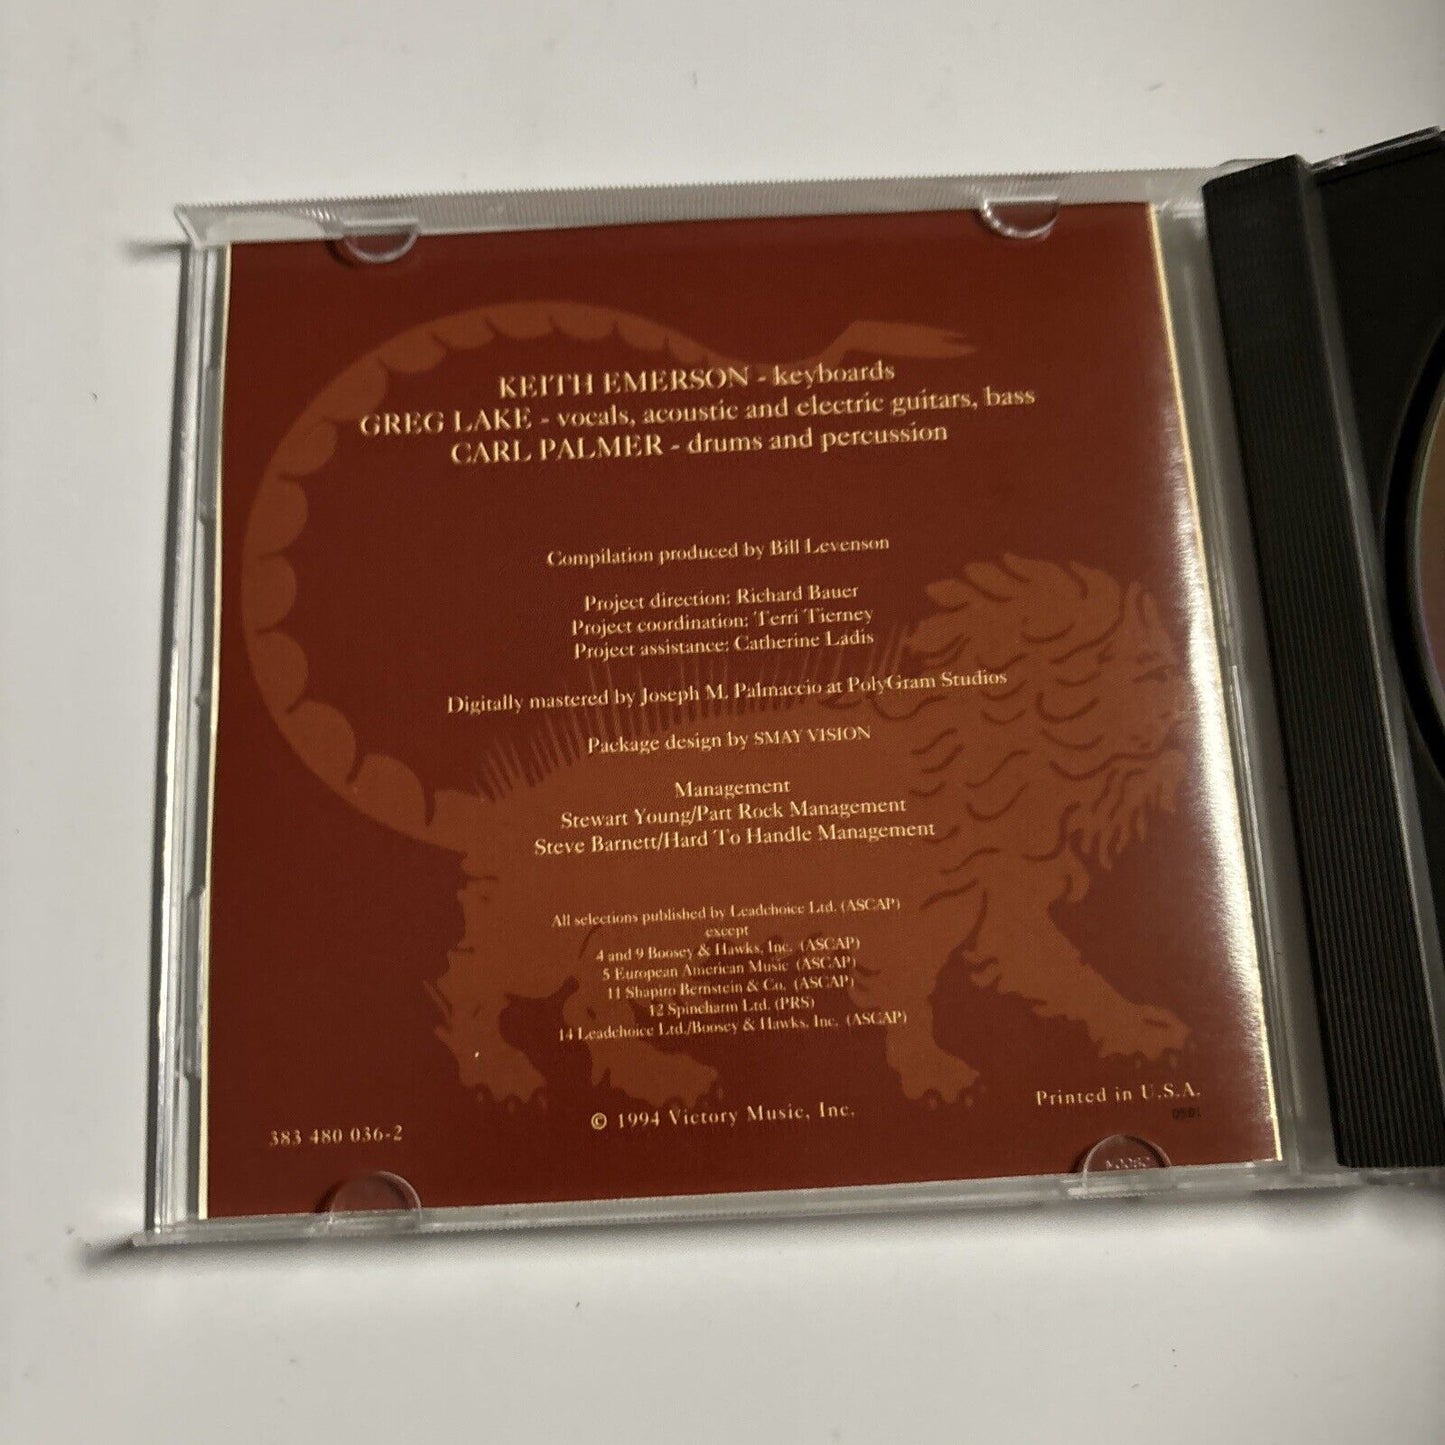 KEITH EMERSON - keyboards
GREG LAKE - vocals, acoustic and electric guitars, bass
CARL PALMER - drums and percussion
Compilation produced by Bill Levenson
Project direction: Richard Bauer
Project coordination: Terri Tierney
Project assistance: Catherine Ladis
Digitally mastered by Joseph M. Palmaccio at PolyGram Studios
Package design by SMAY VISION
Management
Stewart Young/Part Rock Management
Steve Barnett/Hard To Handle Management
All selections published by Leadchoice Ltd. (ASCAP)
except
4 and 9 Boosey & Hawks, Inc. (ASCAP)
5 European American Music (ASCAP)
11 Shapiro Bernstein & Co. (ASCAP)
12 Spincharm Ltd. (PRS)
14 Leadchoice Ltd./Boosey & Hawks, Inc. (ASCAP)
© 1994 Victory Music, Inc.
Printed in U.S.A.
383 480 036-2